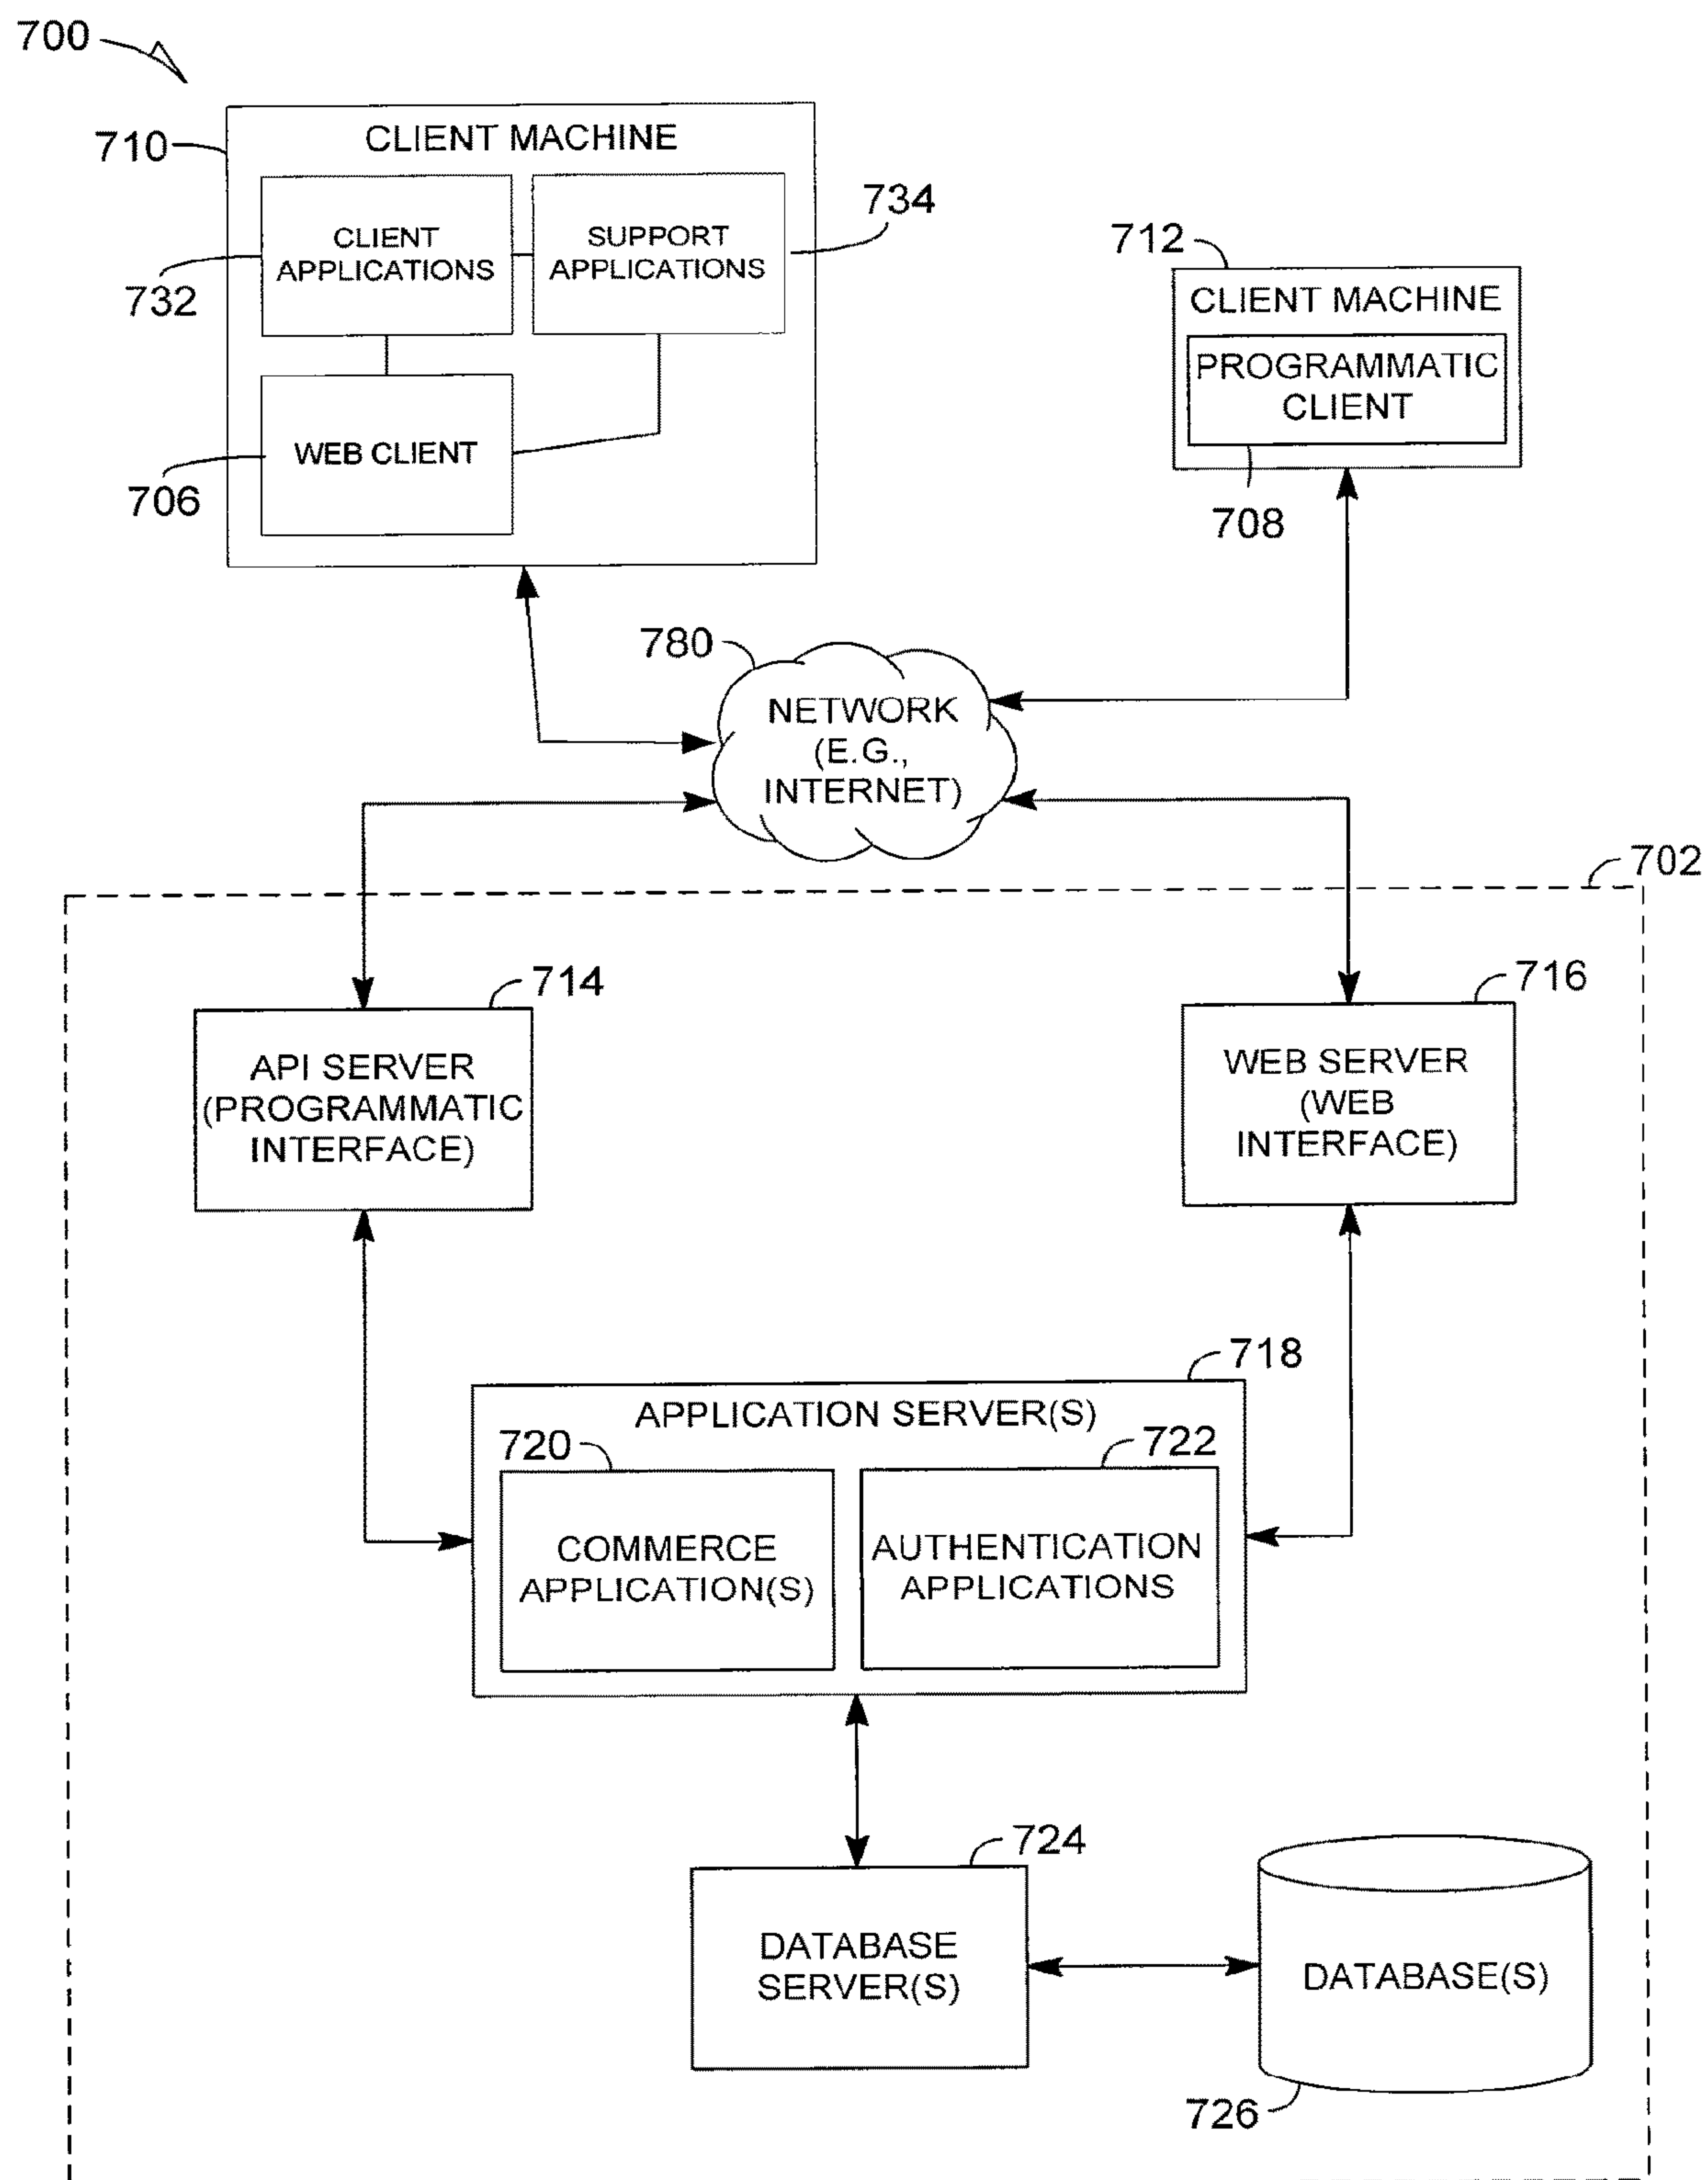 700
710
CLIENT MACHINE
CLIENT
APPLICATIONS
SUPPORT
APPLICATIONS
734
732
WEB CLIENT
706
712
CLIENT MACHINE
PROGRAMMATIC
CLIENT
708
780
NETWORK
(E.G.,
INTERNET)
702
714
API SERVER
(PROGRAMMATIC
INTERFACE)
716
WEB SERVER
(WEB
INTERFACE)
718
APPLICATION SERVER(S)
720
COMMERCE
APPLICATION(S)
722
AUTHENTICATION
APPLICATIONS
724
DATABASE
SERVER(S)
DATABASE(S)
726